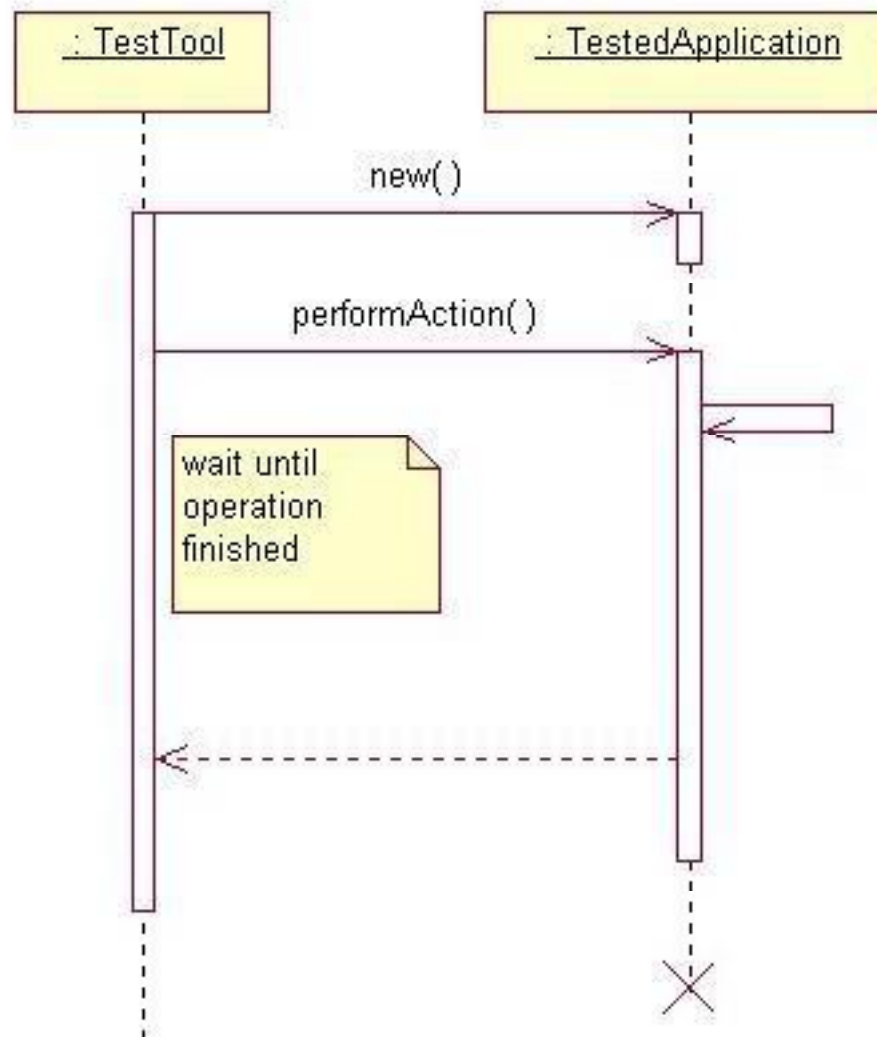 : TestTool
: TestedApplication
new( )
performAction( )
wait until
operation
finished